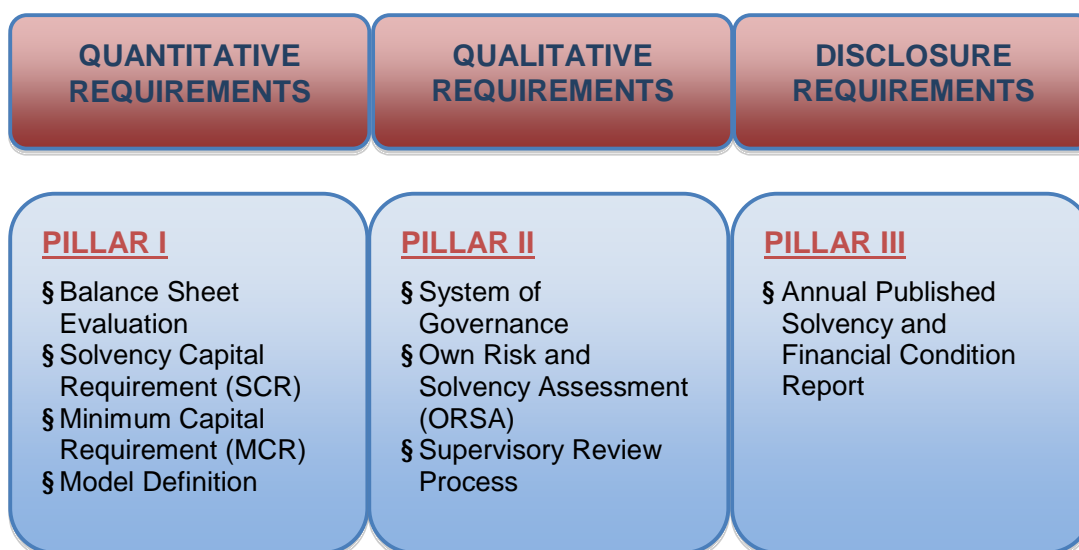 QUANTITATIVE
REQUIREMENTS
QUALITATIVE
REQUIREMENTS
DISCLOSURE
REQUIREMENTS
PILLAR I
§ Balance Sheet
Evaluation
§ Solvency Capital
Requirement (SCR)
§ Minimum Capital
Requirement (MCR)
§ Model Definition
PILLAR II
§ System of
Governance
§ Own Risk and
Solvency Assessment
(ORSA)
§ Supervisory Review
Process
PILLAR III
§ Annual Published
Solvency and
Financial Condition
Report